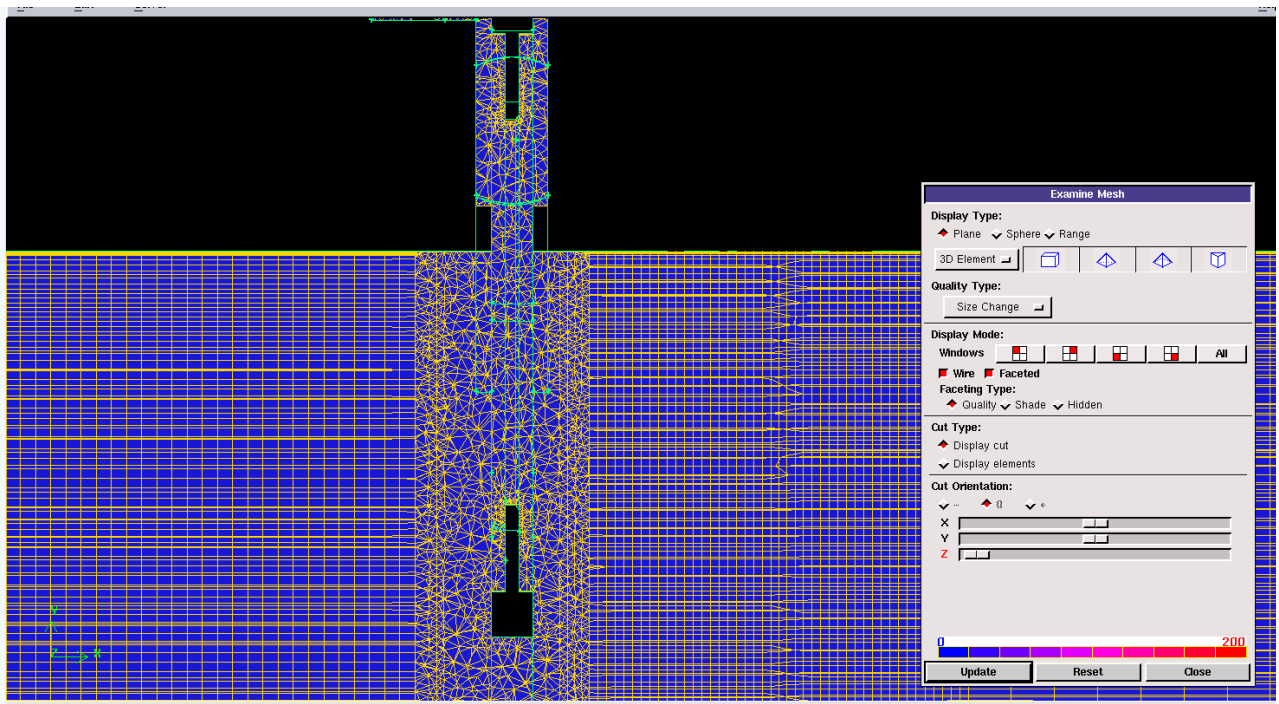 Examine Mesh
Display Type:
Plane Sphere Range
3D Element
Quality Type:
Size Change
Display Mode:
Windows All
Wire Faceted
Faceting Type:
Quality Shade Hidden
Cut Type:
Display cut
Display elements
Cut Orientation:
- 0 +
X
Y
Z
0 200
Update Reset Close
Y
Z X